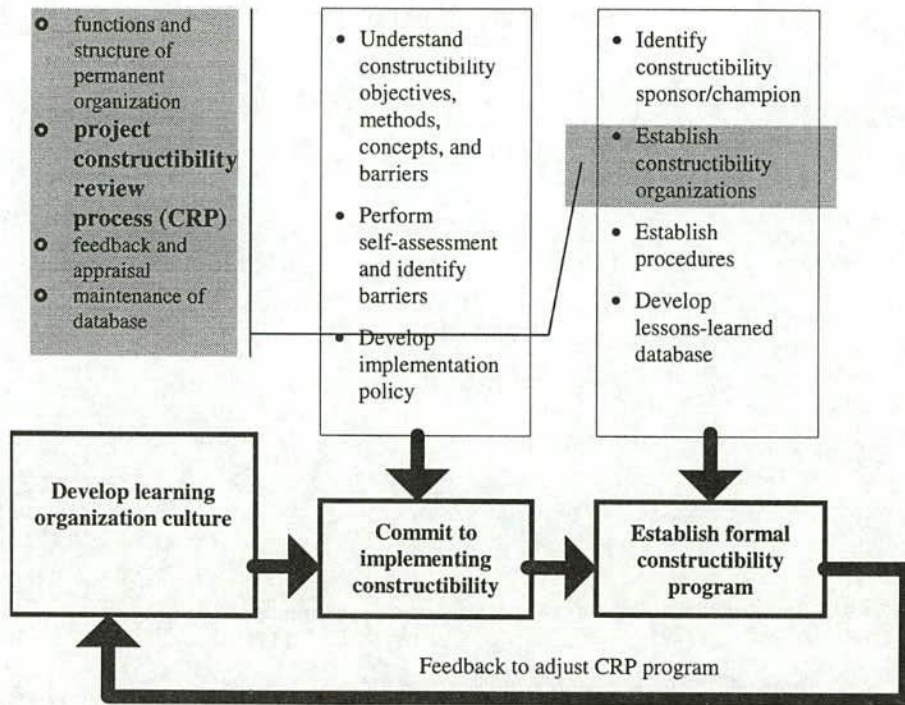 functions and
structure of
permanent
organization
project
constructibility
review
process (CRP)
feedback and
appraisal
maintenance of
database
• Understand
constructibility
objectives,
methods,
concepts, and
barriers
• Perform
self-assessment
and identify
barriers
• Develop
implementation
policy
• Identify
constructibility
sponsor/champion
• Establish
constructibility
organizations
• Establish
procedures
• Develop
lessons-learned
database
Develop learning
organization culture
Commit to
implementing
constructibility
Establish formal
constructibility
program
Feedback to adjust CRP program